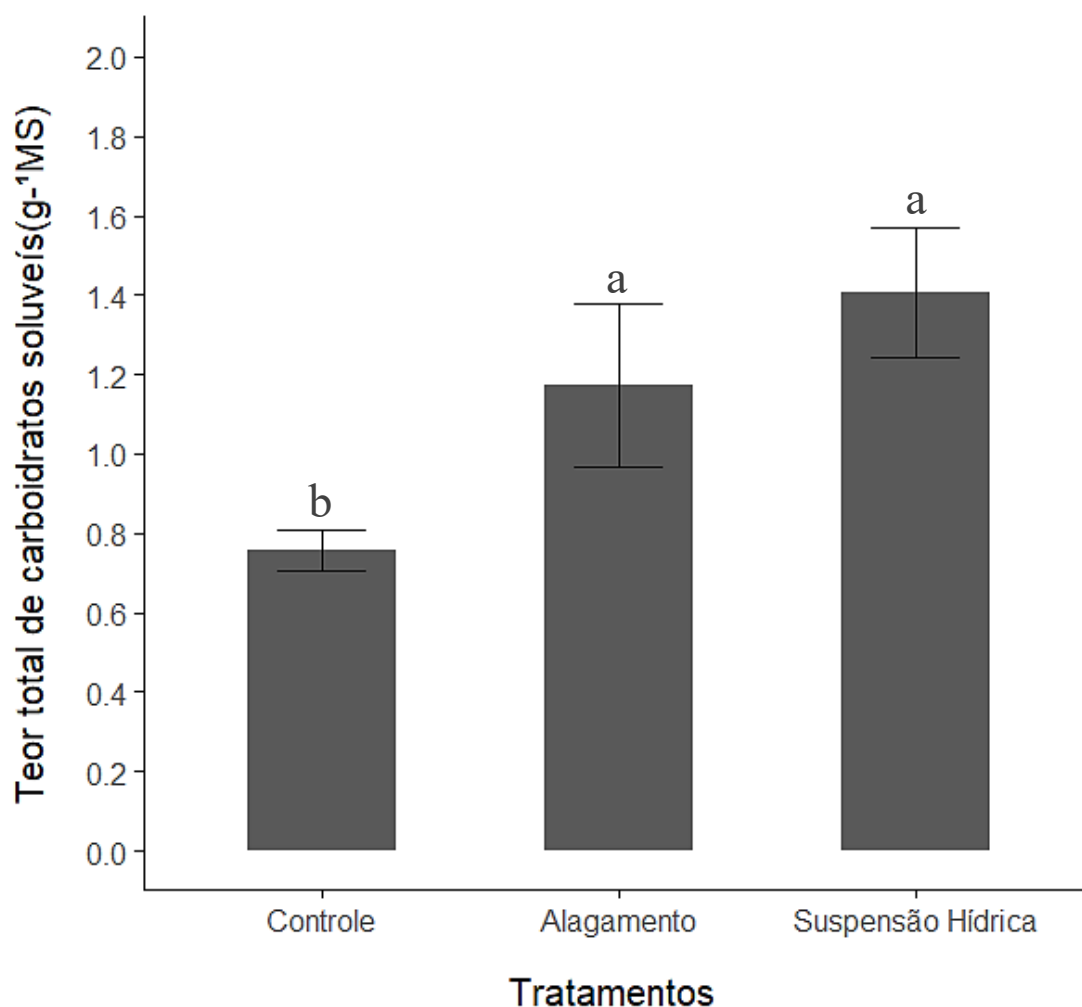 Teor total de carboidratos soluveís(g-¹MS)
2.0
1.8
1.6
1.4
1.2
1.0
0.8
0.6
0.4
0.2
0.0
b
a
a
Controle
Alagamento
Suspensão Hídrica
Tratamentos